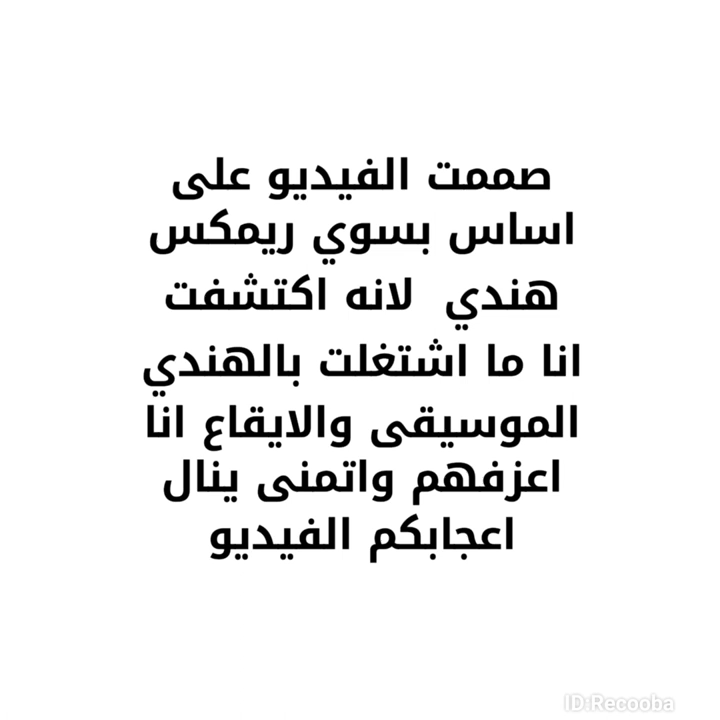 صممت الفيديو على
اساس بسوي ريمكس
هندي لانه اكتشفت
انا ما اشتغلت بالهندي
الموسيقى والايقاع انا
اعزفهم واتمنى ينال
اعجابكم الفيديو
ID:Recooba